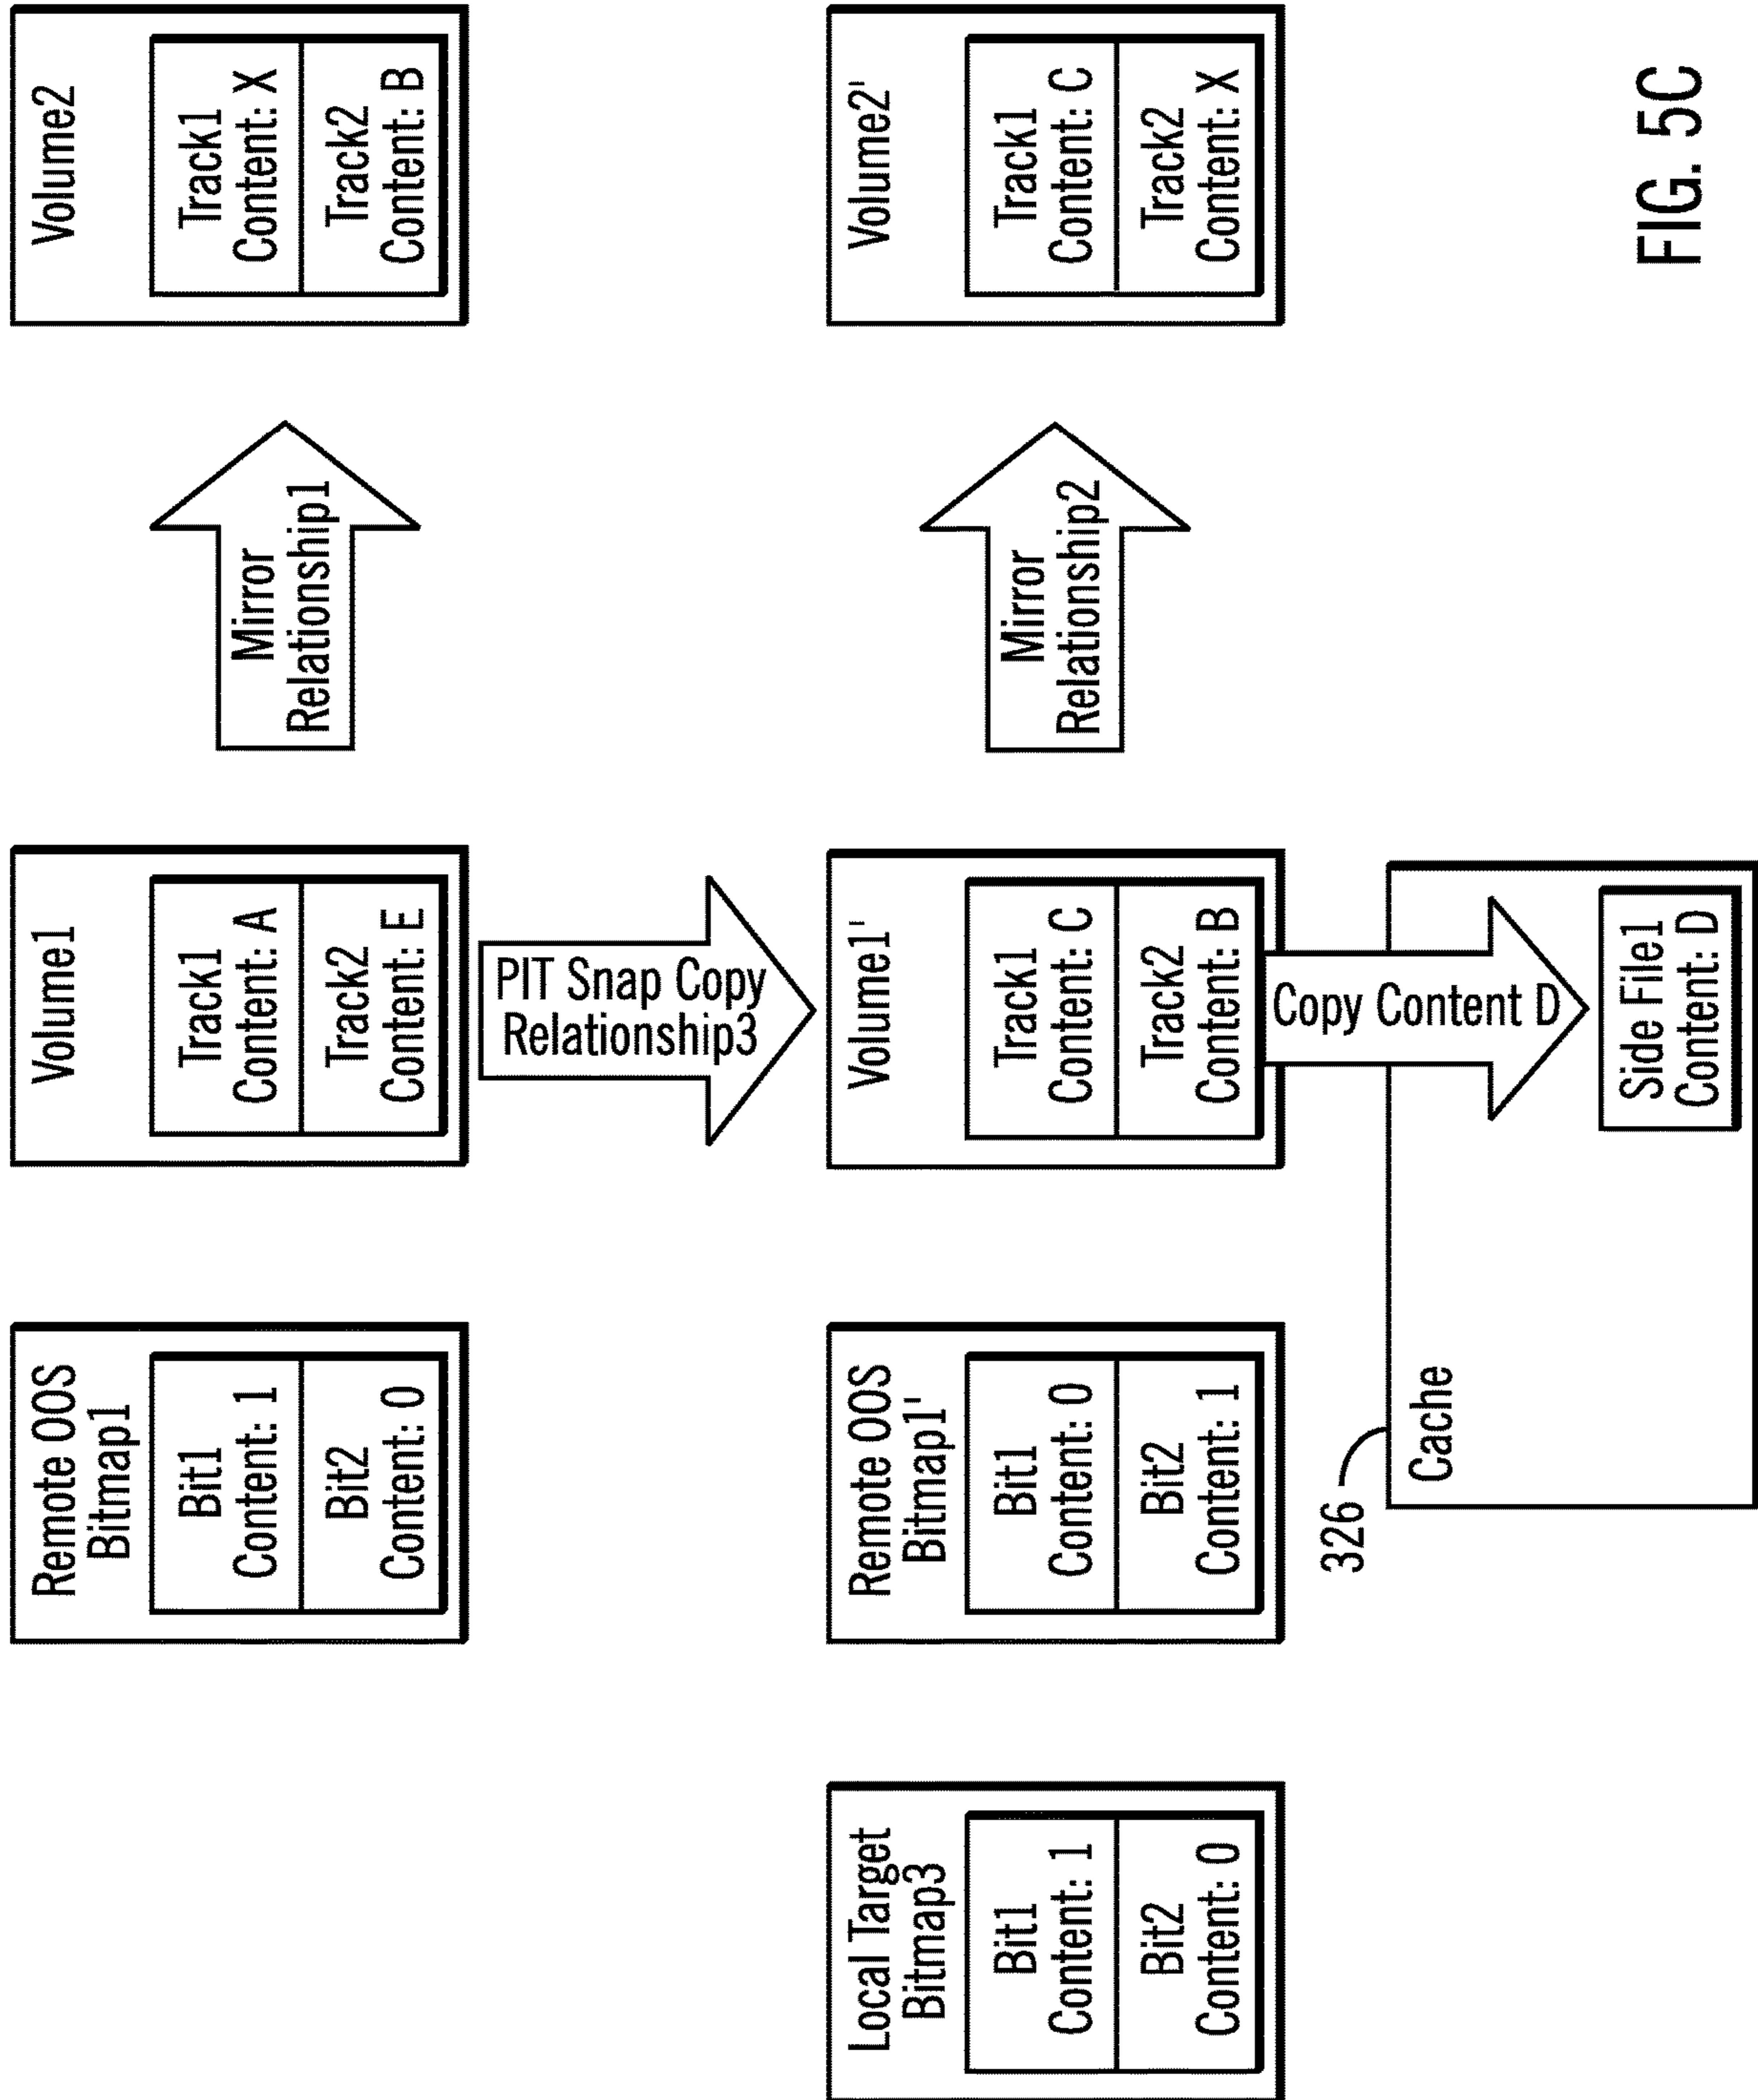 Remote OOS
Bitmap1
Bit1
Content: 1
Bit2
Content: 0
Volume1
Track1
Content: A
Track2
Content: E
Mirror
Relationship1
Volume2
Track1
Content: X
Track2
Content: B
PIT Snap Copy
Relationship3
Local Target
Bitmap3
Bit1
Content: 1
Bit2
Content: 0
Remote OOS
Bitmap1'
Bit1
Content: 0
Bit2
Content: 1
Volume1'
Track1
Content: C
Track2
Content: B
Mirror
Relationship2
Volume2'
Track1
Content: C
Track2
Content: X
Copy Content D
326
Cache
Side File1
Content: D
FIG. 5C